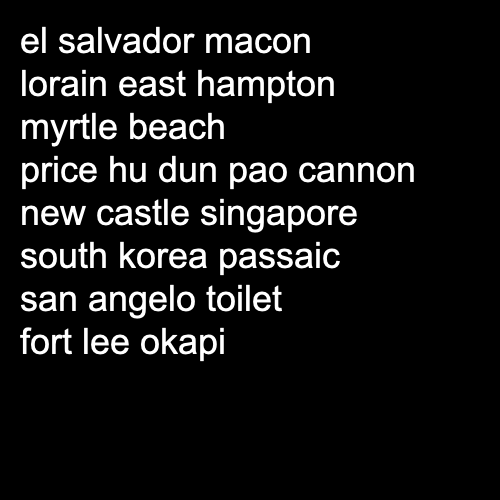 el salvador macon
lorain east hampton
myrtle beach
price hu dun pao cannon
new castle singapore
south korea passaic
san angelo toilet
fort lee okapi